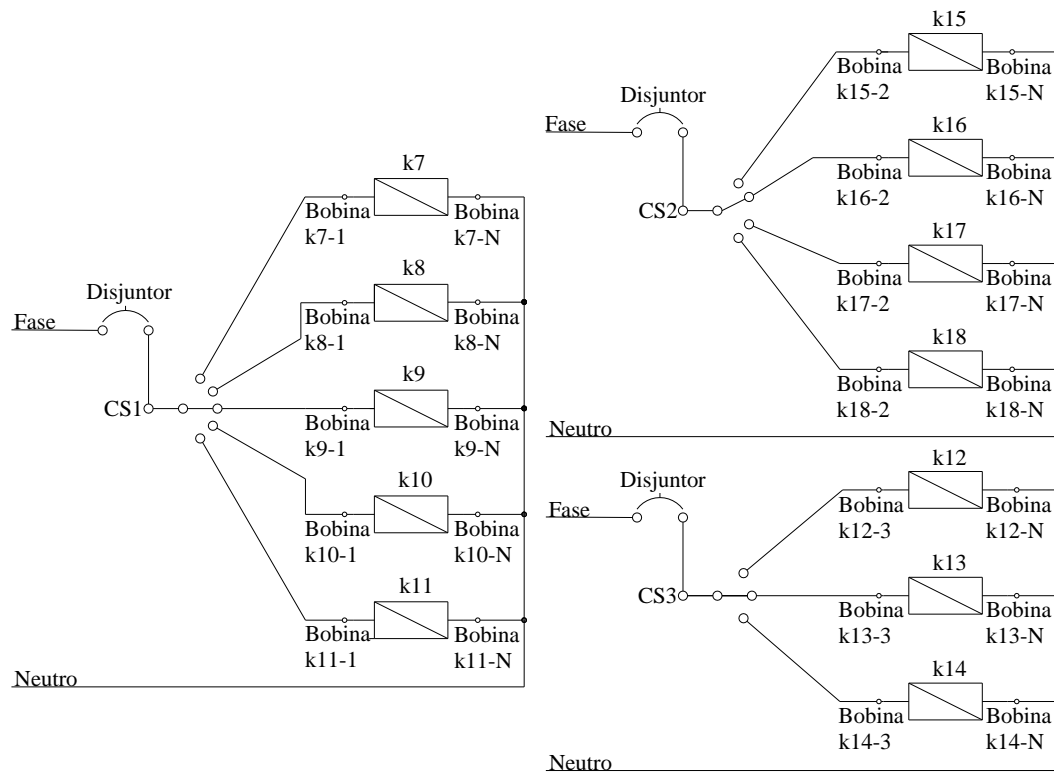 k7
Bobina
k7-1
Bobina
k7-N
k8
Bobina
k8-1
Bobina
k8-N
Disjuntor
Fase
CS1
k9
Bobina
k9-1
Bobina
k9-N
k10
Bobina
k10-1
Bobina
k10-N
k11
Bobina
k11-1
Bobina
k11-N
Neutro
k15
Bobina
k15-2
Bobina
k15-N
Disjuntor
Fase
k16
Bobina
k16-2
Bobina
k16-N
CS2
k17
Bobina
k17-2
Bobina
k17-N
k18
Bobina
k18-2
Bobina
k18-N
Neutro
k12
Bobina
k12-3
Bobina
k12-N
Disjuntor
Fase
CS3
k13
Bobina
k13-3
Bobina
k13-N
k14
Bobina
k14-3
Bobina
k14-N
Neutro